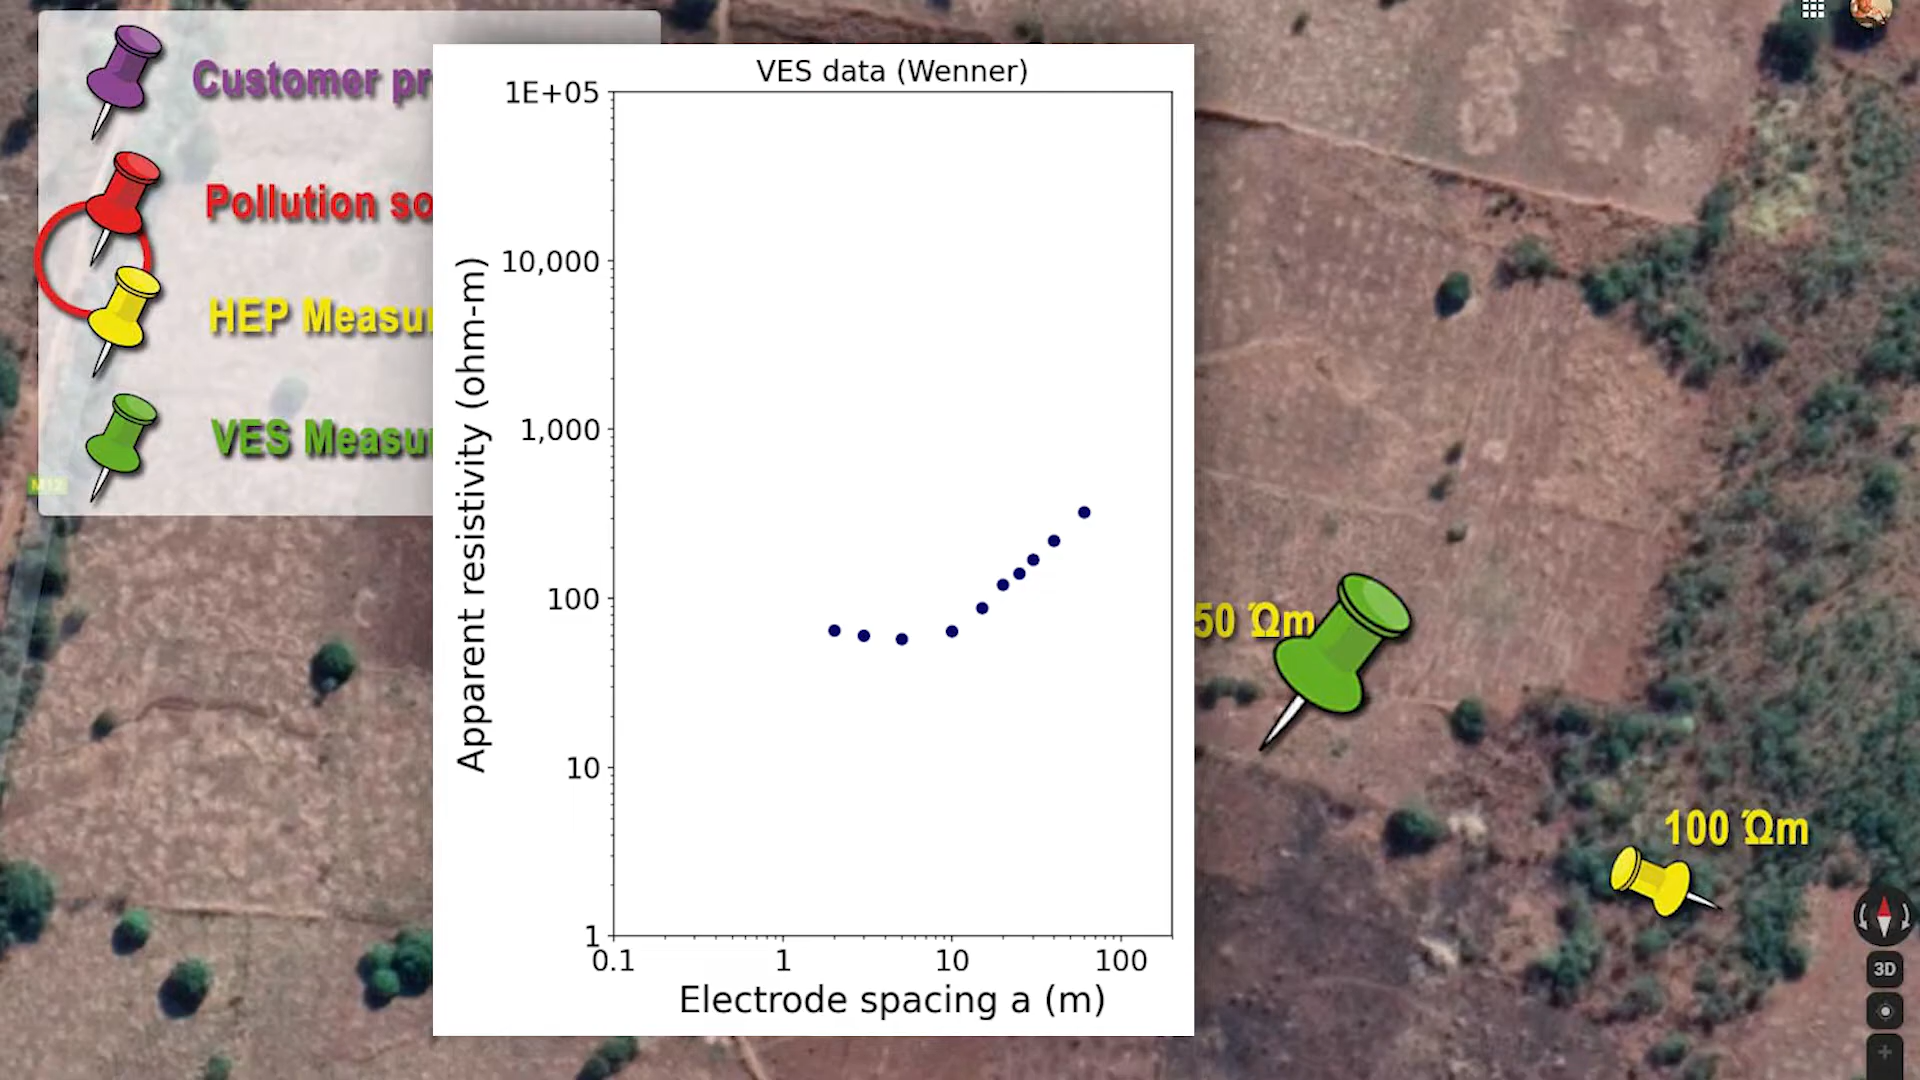 Customer pr
Pollution so
HEP Measu
VES Measu
M12
VES data (Wenner)
1E+05
10,000
1,000
100
10
1
Apparent resistivity (ohm-m)
0.1 1 10 100
Electrode spacing a (m)
50 Ωm
100 Ωm
3D